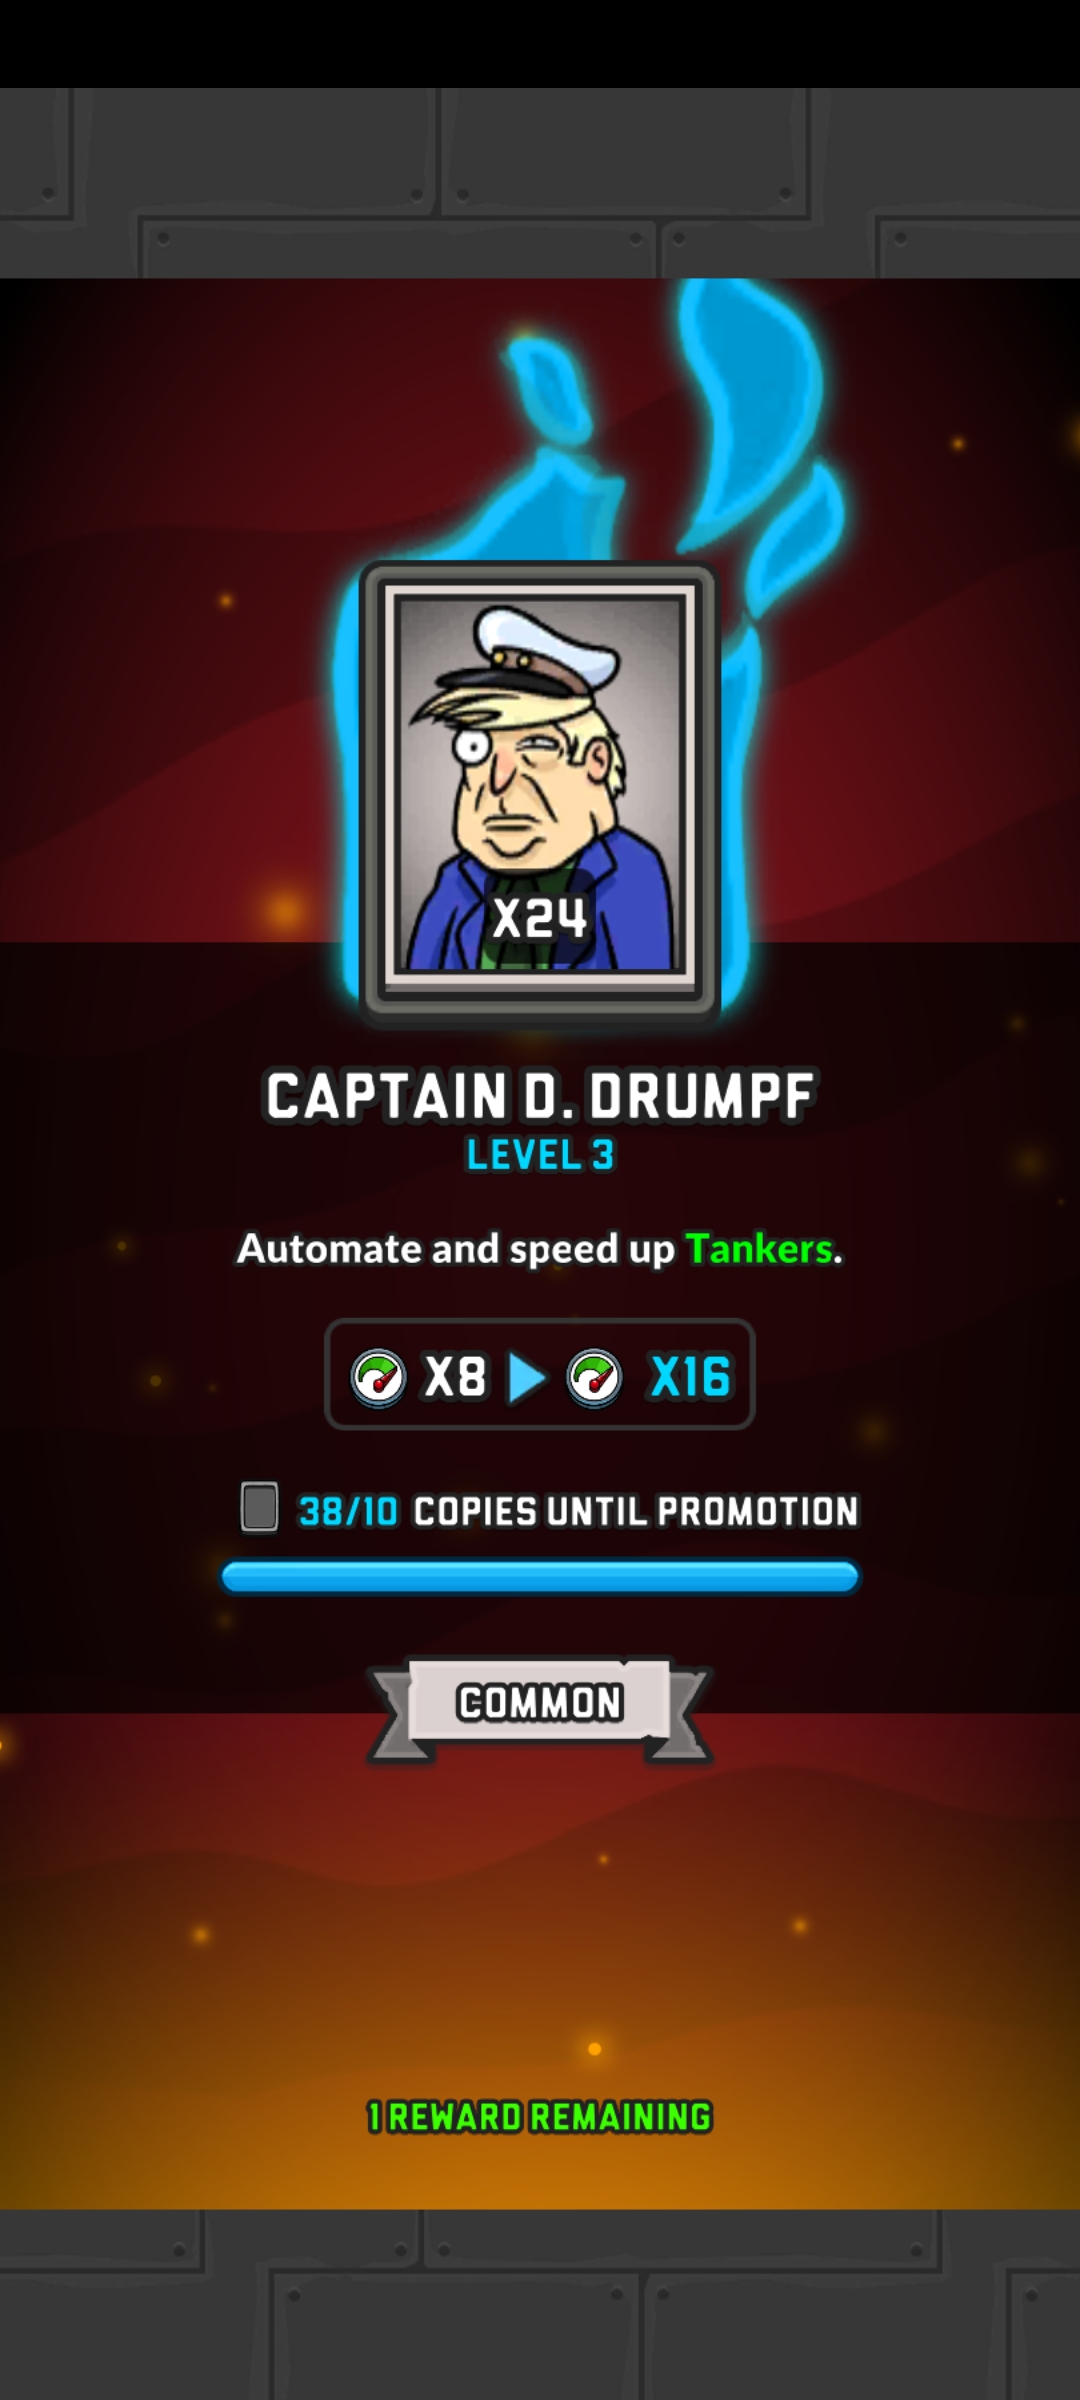 X24
CAPTAIN D. DRUMPF
LEVEL 3
Automate and speed up Tankers.
X8 X16
38/10 COPIES UNTIL PROMOTION
COMMON
1 REWARD REMAINING